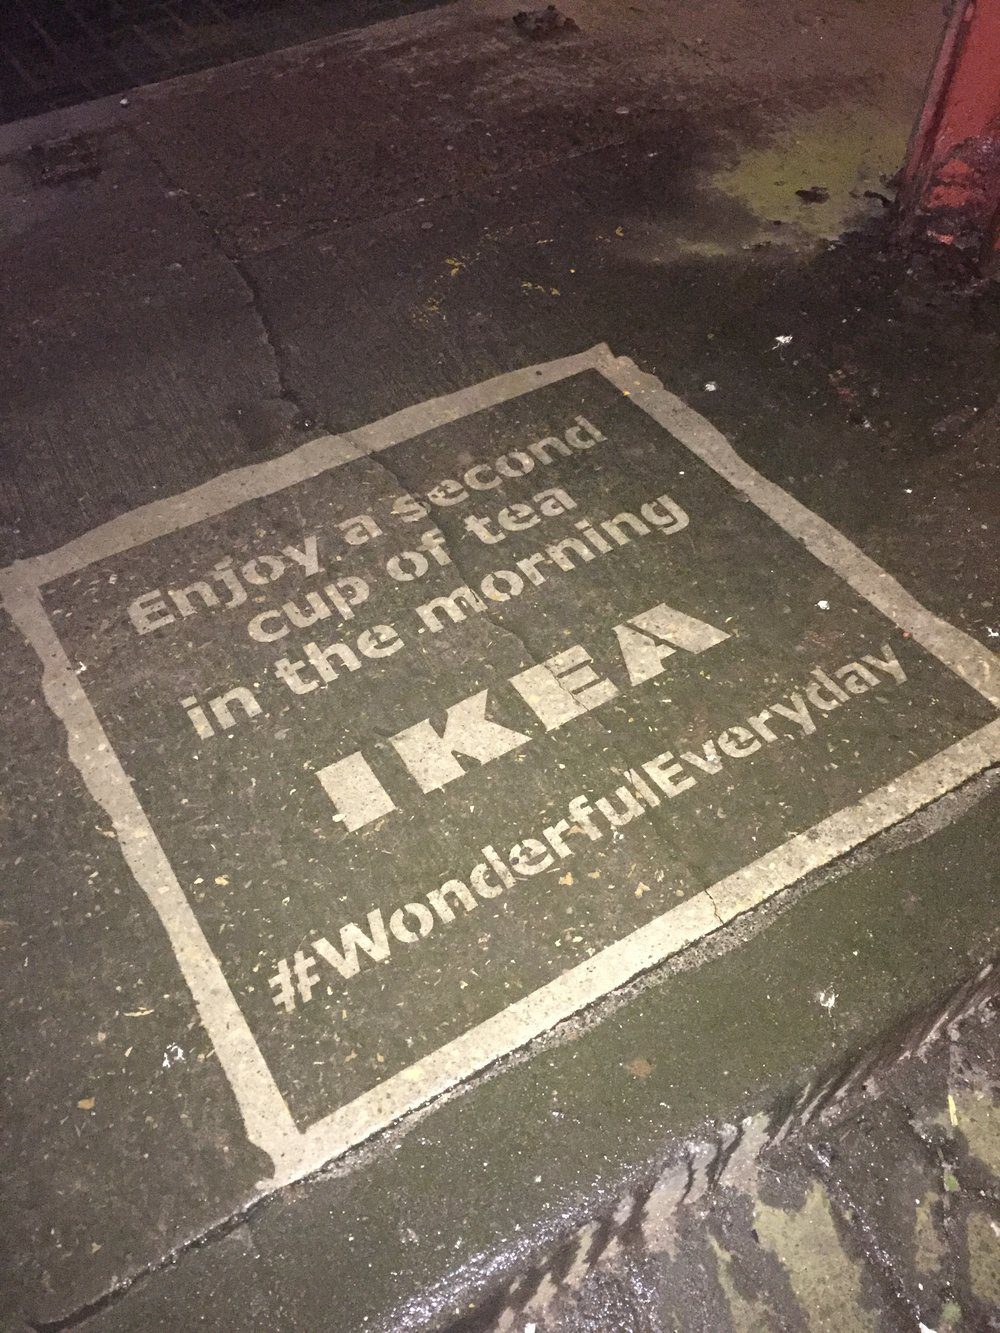 Enjoy a second
cup of tea
in the morning
IKEA
#WonderfulEveryday